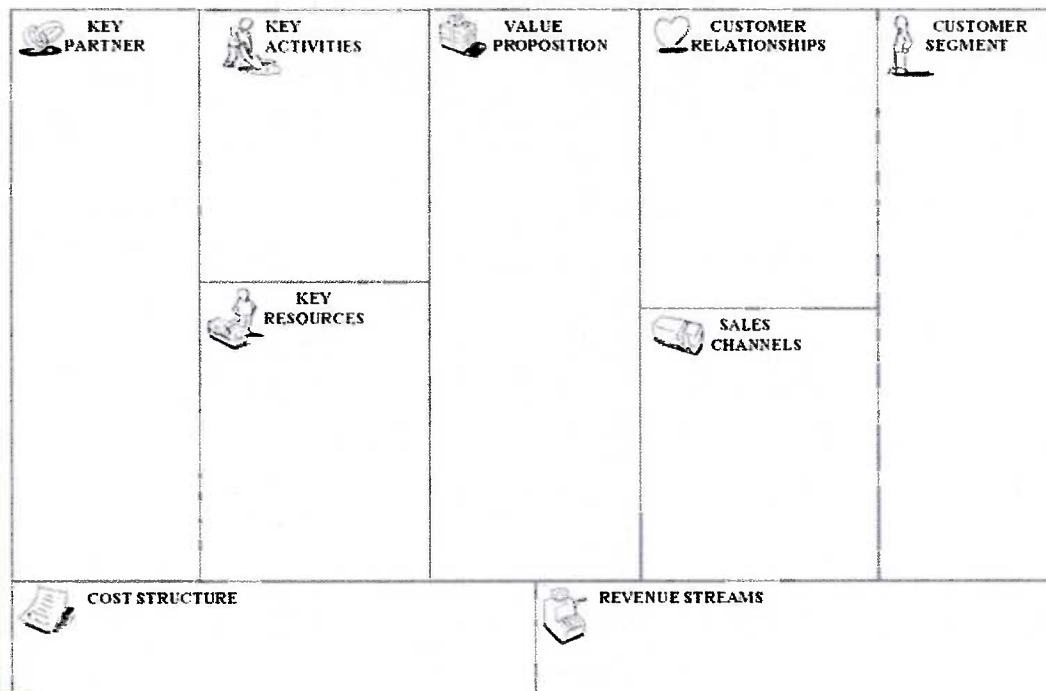 KEY
PARTNER
KEY
ACTIVITIES
KEY
RESOURCES
VALUE
PROPOSITION
CUSTOMER
RELATIONSHIPS
SALES
CHANNELS
CUSTOMER
SEGMENT
COST STRUCTURE
REVENUE STREAMS